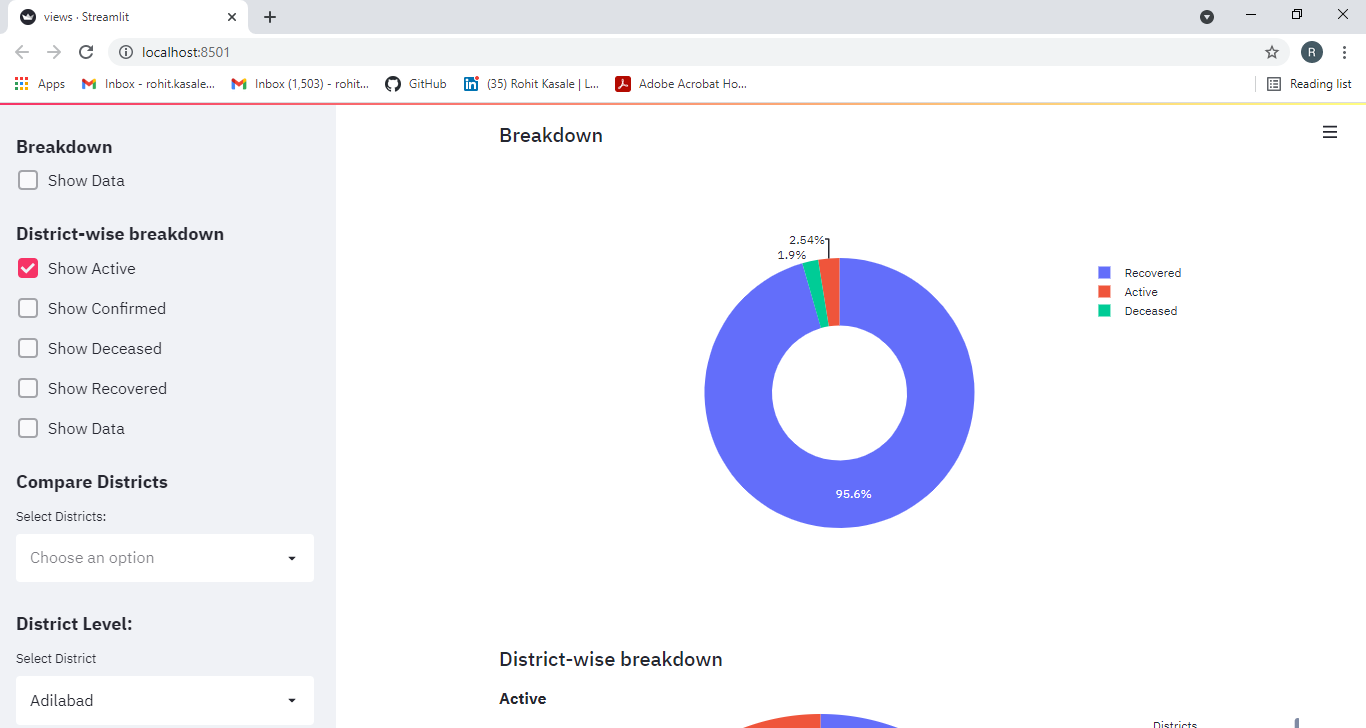 views · Streamlit
localhost:8501
R
Apps
Inbox - rohit.kasale...
Inbox (1,503) - rohit...
GitHub
(35) Rohit Kasale | L...
Adobe Acrobat Ho...
Reading list
Breakdown
Show Data
District-wise breakdown
Show Active
Show Confirmed
Show Deceased
Show Recovered
Show Data
Compare Districts
Select Districts:
Choose an option
District Level:
Select District
Adilabad
Breakdown
2.54%
1.9%
95.6%
Recovered
Active
Deceased
District-wise breakdown
Active
Districts